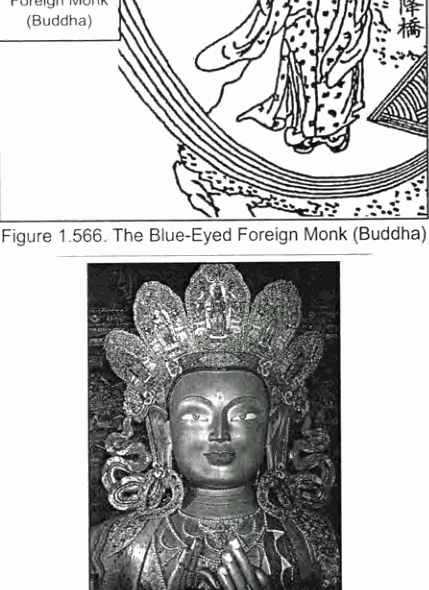 Foreign Monk
(Buddha)
降橋
Figure 1.566. The Blue-Eyed Foreign Monk (Buddha)